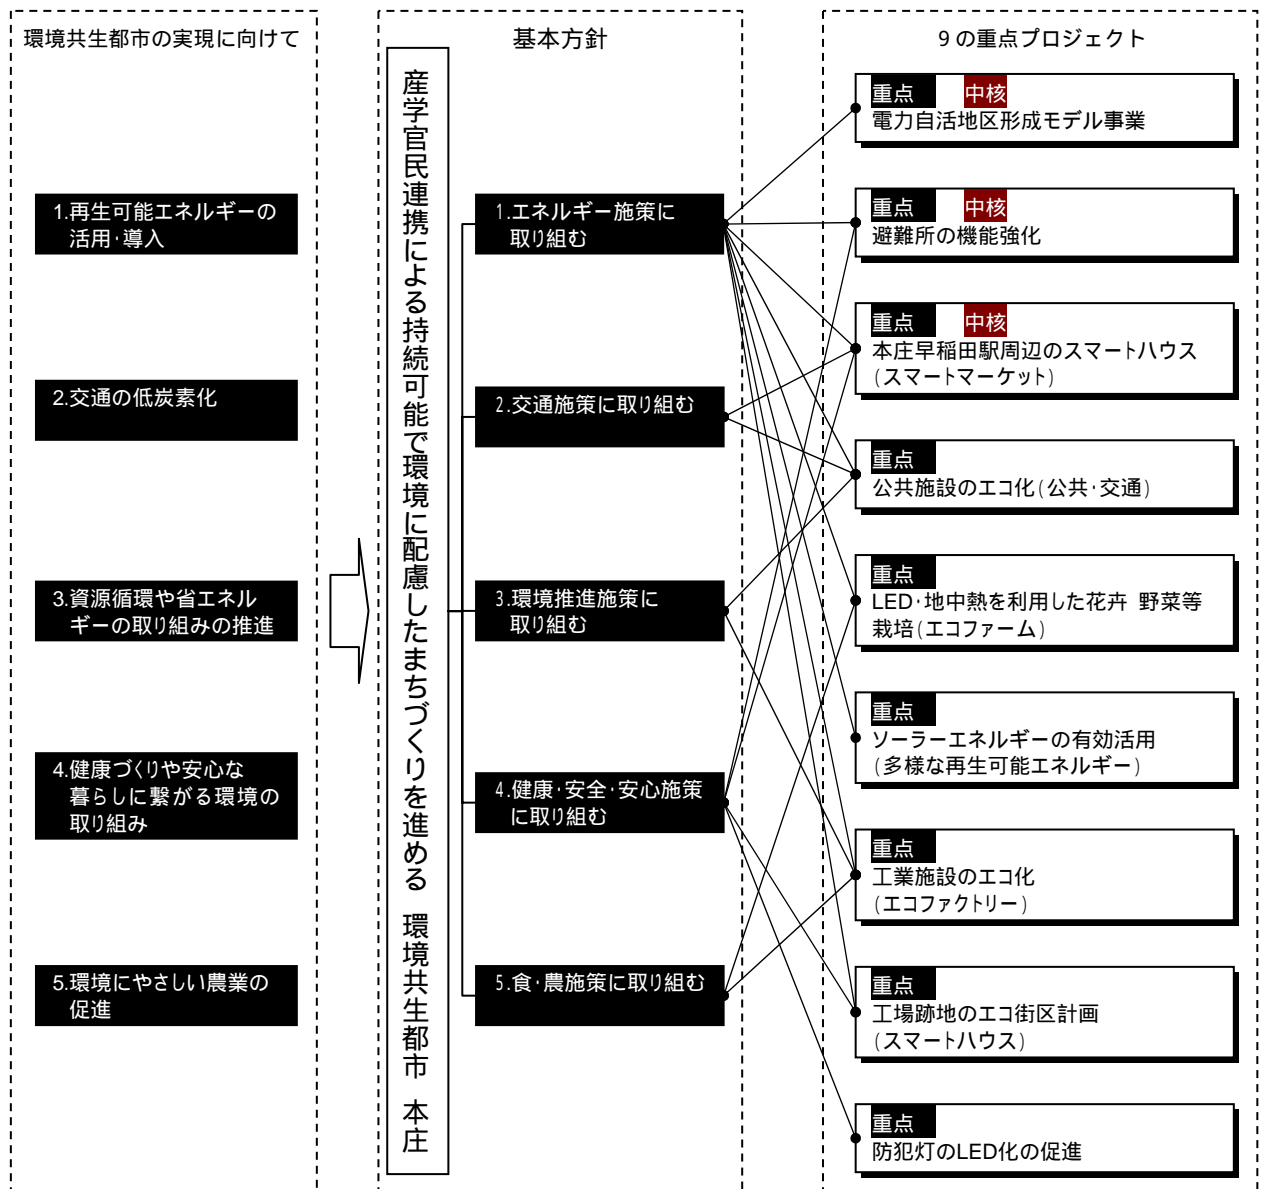 環境共生都市の実現に向けて
1.再生可能エネルギーの
活用・導入
2.交通の低炭素化
3.資源循環や省エネル
ギーの取り組みの推進
4.健康づくりや安心な
暮らしに繋がる環境の
取り組み
5.環境にやさしい農業の
促進
基本方針
産学官民連携による持続可能で環境に配慮したまちづくりを進める 環境共生都市 本庄
1.エネルギー施策に
取り組む
2.交通施策に取り組む
3.環境推進施策に
取り組む
4.健康・安全・安心施策
に取り組む
5.食・農施策に取り組む
9の重点プロジェクト
重点 中核
電力自活地区形成モデル事業
重点 中核
避難所の機能強化
重点 中核
本庄早稲田駅周辺のスマートハウス
(スマートマーケット)
重点
公共施設のエコ化(公共・交通)
重点
LED・地中熱を利用した花卉 野菜等
栽培(エコファーム)
重点
ソーラーエネルギーの有効活用
(多様な再生可能エネルギー)
重点
工業施設のエコ化
(エコファクトリー)
重点
工場跡地のエコ街区計画
(スマートハウス)
重点
防犯灯のLED化の促進